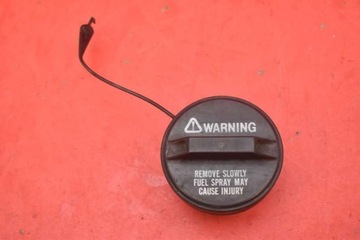 WARNING
REMOVE SLOWLY
FUEL SPRAY MAY
CAUSE INJURY